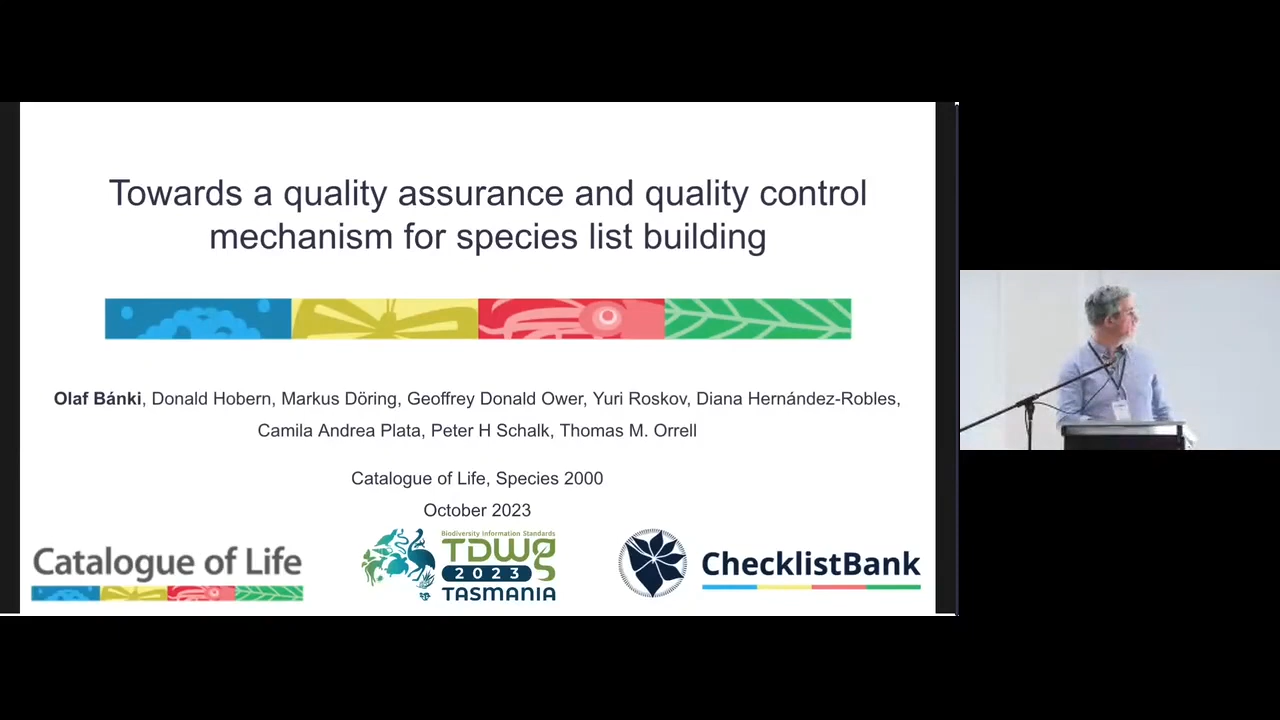 Towards a quality assurance and quality control
mechanism for species list building
Olaf Bánki, Donald Hobern, Markus Döring, Geoffrey Donald Ower, Yuri Roskov, Diana Hernández-Robles,
Camila Andrea Plata, Peter H Schalk, Thomas M. Orrell
Catalogue of Life, Species 2000
October 2023
Catalogue of Life
Biodiversity Information Standards
TDWG
2023
TASMANIA
ChecklistBank